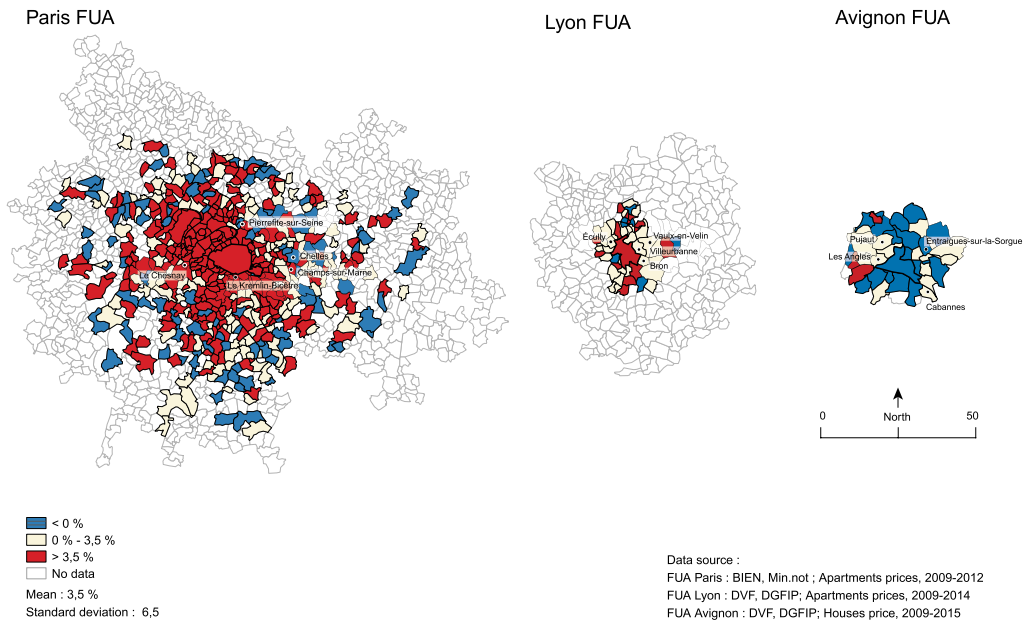 Paris FUA
Lyon FUA
Avignon FUA
Pierrefite-sur-Seine
Chelles
Champs-sur-Marne
Le Chesnay
Le Kremlin-Bicêtre
Écully
Vaulx-en-Velin
Villeurbanne
Bron
Pujaut
Entraigues-sur-la-Sorgue
Les Angles
Cabannes
North
0
50
< 0 %
0 % - 3,5 %
> 3,5 %
No data
Mean : 3,5 %
Standard deviation : 6,5
Data source :
FUA Paris : BIEN, Min.not ; Apartments prices, 2009-2012
FUA Lyon : DVF, DGFIP; Apartments prices, 2009-2014
FUA Avignon : DVF, DGFIP; Houses price, 2009-2015